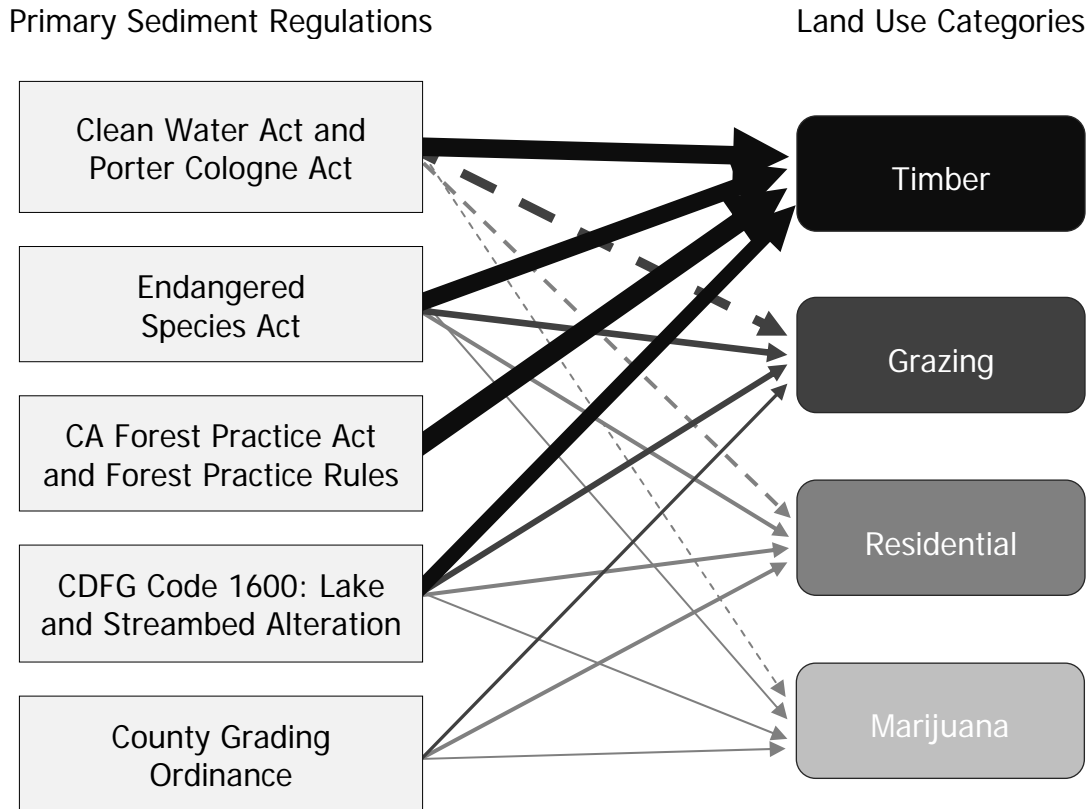 Primary Sediment Regulations
Land Use Categories
Clean Water Act and
Porter Cologne Act
Endangered
Species Act
CA Forest Practice Act
and Forest Practice Rules
CDFG Code 1600: Lake
and Streambed Alteration
County Grading
Ordinance
Timber
Grazing
Residential
Marijuana